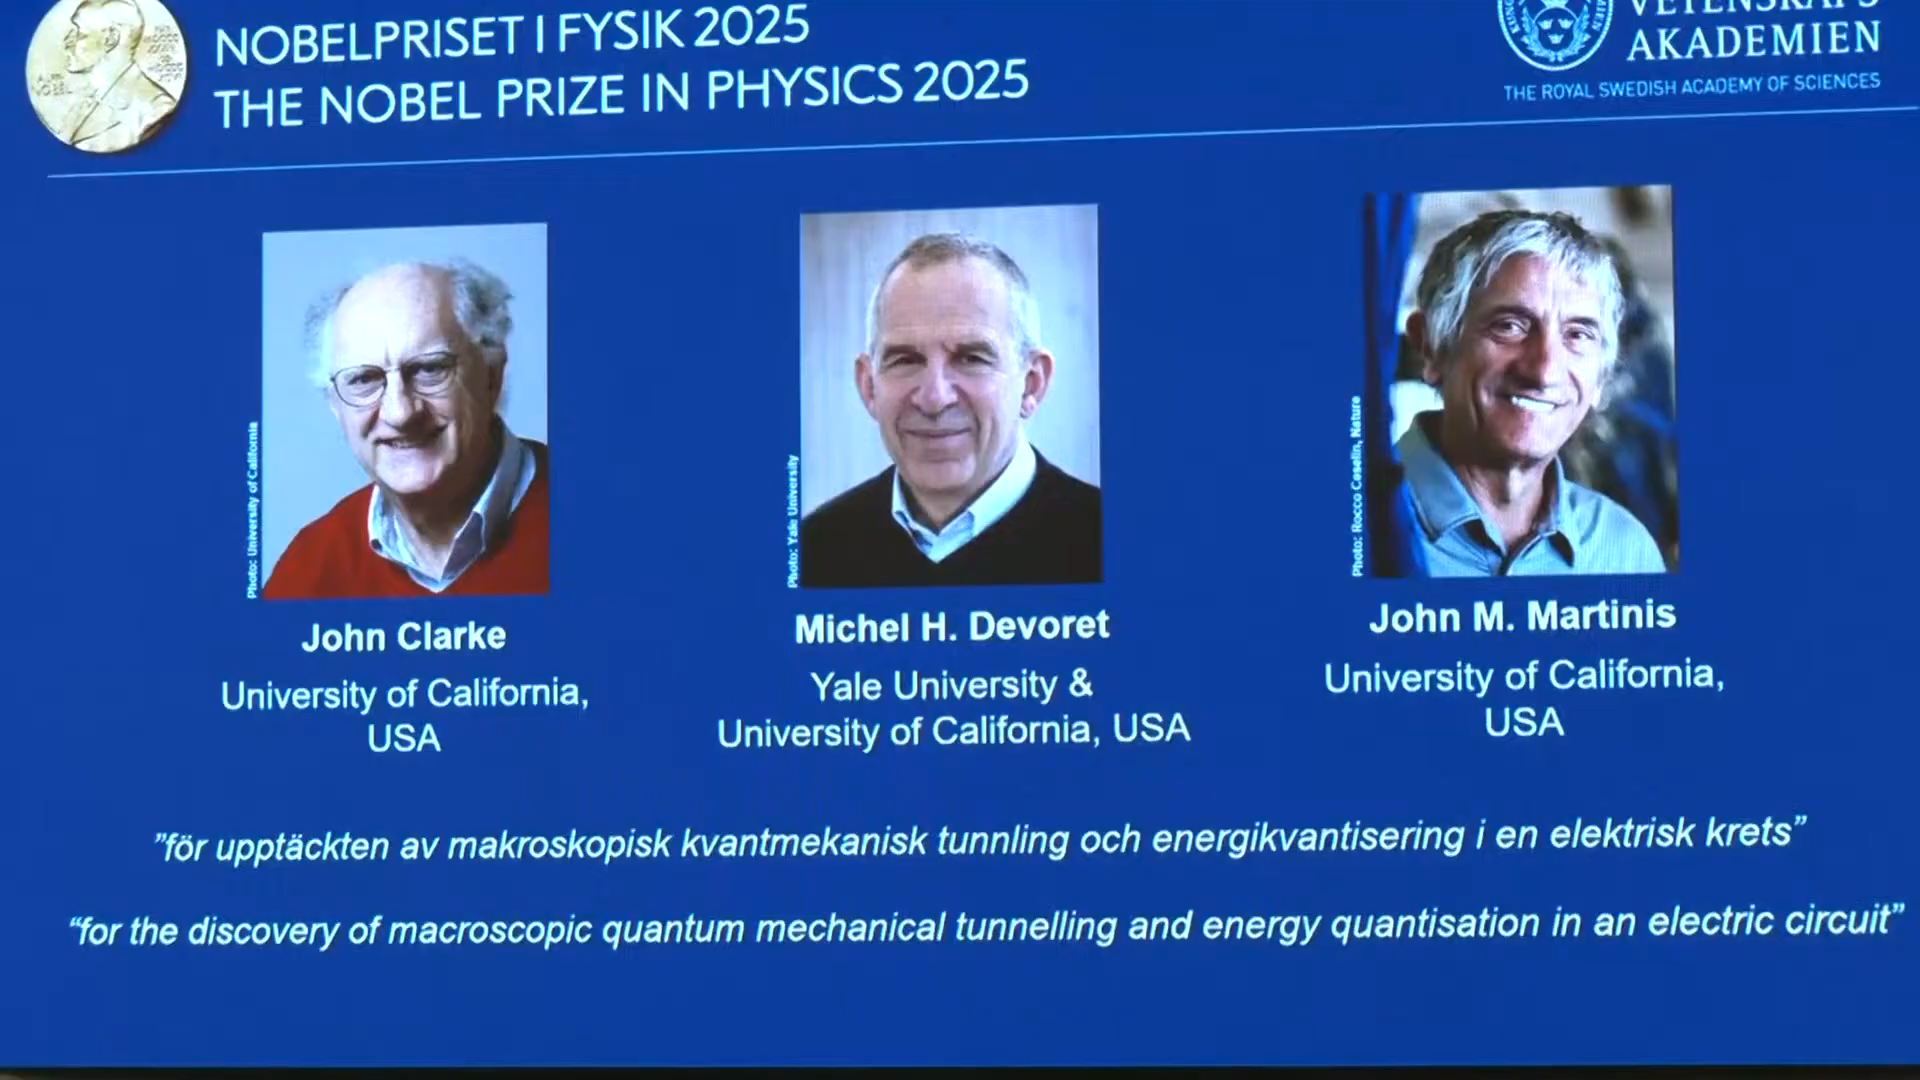 NOBELPRISET I FYSIK 2025
THE NOBEL PRIZE IN PHYSICS 2025
VETENSKAPS
AKADEMIEN
THE ROYAL SWEDISH ACADEMY OF SCIENCES
Photo: University of California
Photo: Yale University
Photo: Rocco Ceselin, Nature
John Clarke
University of California,
USA
Michel H. Devoret
Yale University &
University of California, USA
John M. Martinis
University of California,
USA
”för upptäckten av makroskopisk kvantmekanisk tunnling och energikvantisering i en elektrisk krets”
“for the discovery of macroscopic quantum mechanical tunnelling and energy quantisation in an electric circuit”